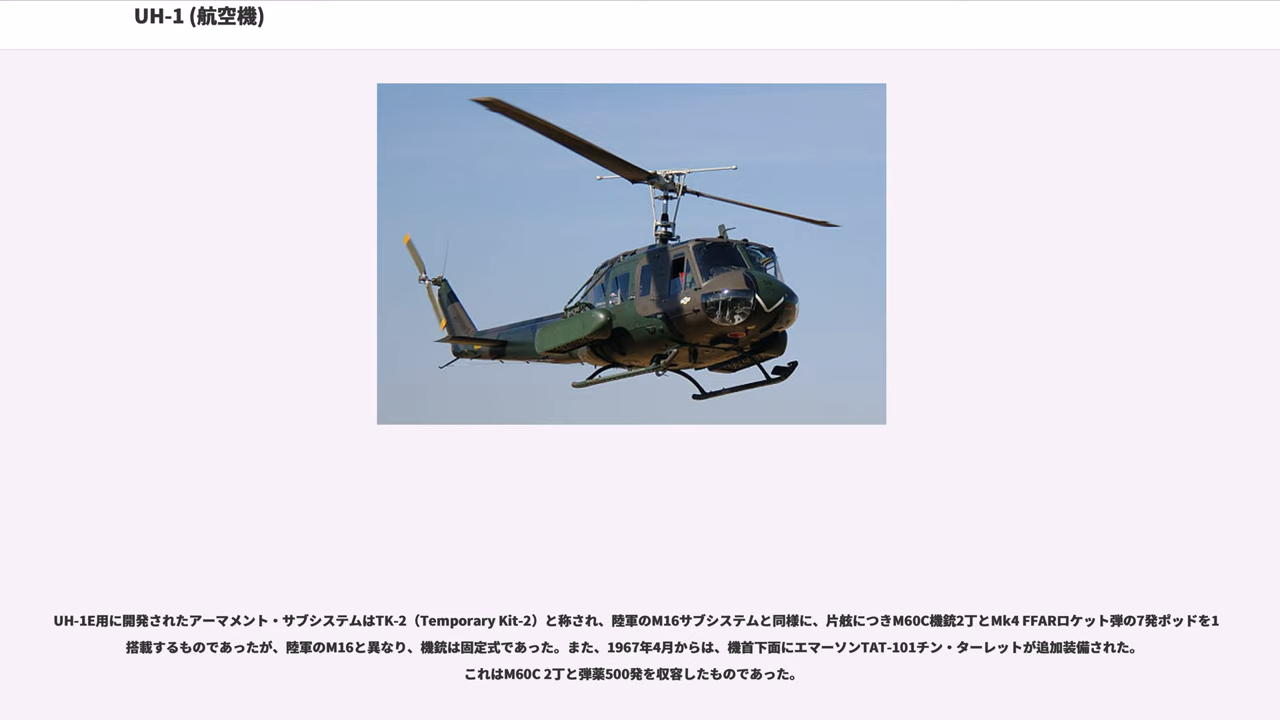 UH-1 (航空機)
UH-1E用に開発されたアーマメント・サブシステムはTK-2（Temporary Kit-2）と称され、陸軍のM16サブシステムと同様に、片舷につきM60C機銃2丁とMk4 FFARロケット弾の7発ポッドを1
搭載するものであったが、陸軍のM16と異なり、機銃は固定式であった。また、1967年4月からは、機首下面にエマーソンTAT-101チン・ターレットが追加装備された。
これはM60C 2丁と弾薬500発を収容したものであった。